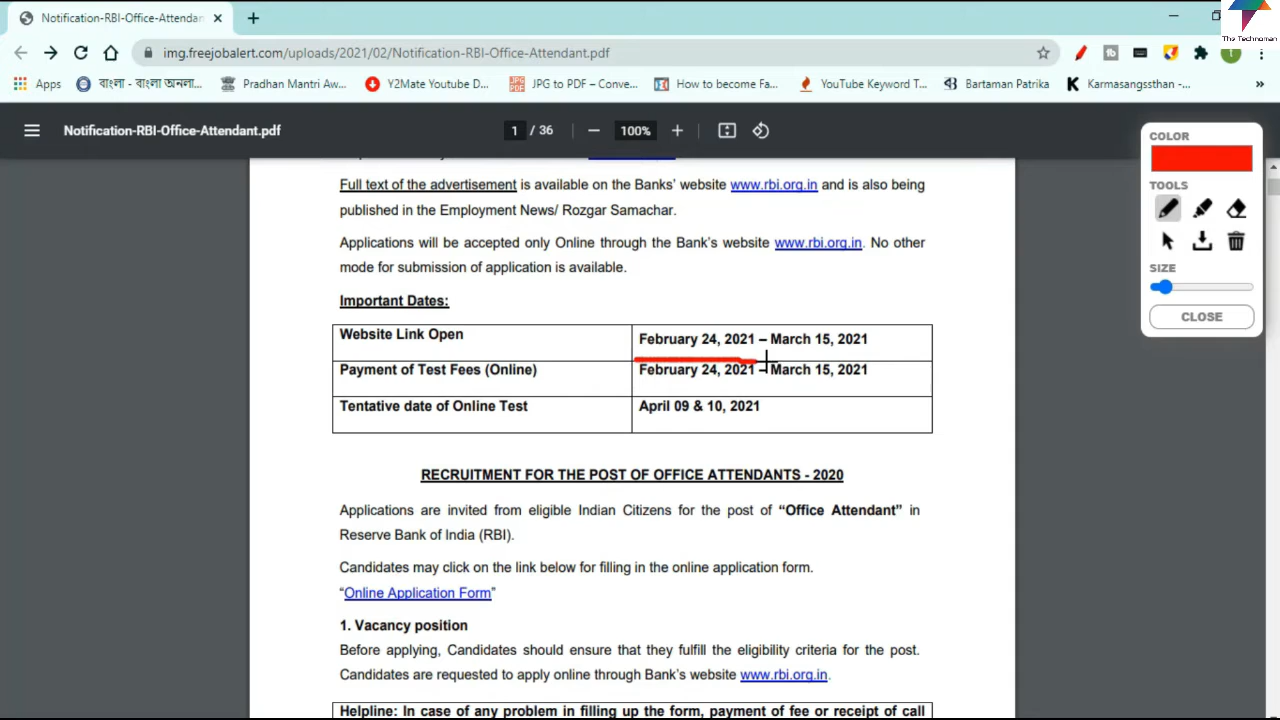 Notification-RBI-Office-Attendan
The Technoman
img.freejobalert.com/uploads/2021/02/Notification-RBI-Office-Attendant.pdf
Apps
বাংলা - বাংলা অনলা...
Pradhan Mantri Aw...
Y2Mate Youtube D...
JPG to PDF – Conve...
How to become Fa...
YouTube Keyword T...
Bartaman Patrika
Karmasangssthan -...
»
Notification-RBI-Office-Attendant.pdf
1 / 36
100%
Full text of the advertisement is available on the Banks' website www.rbi.org.in and is also being
published in the Employment News/ Rozgar Samachar.
Applications will be accepted only Online through the Bank's website www.rbi.org.in. No other
mode for submission of application is available.
Important Dates:
Website Link Open
February 24, 2021 – March 15, 2021
Payment of Test Fees (Online)
February 24, 2021 – March 15, 2021
Tentative date of Online Test
April 09 & 10, 2021
RECRUITMENT FOR THE POST OF OFFICE ATTENDANTS - 2020
Applications are invited from eligible Indian Citizens for the post of “Office Attendant” in
Reserve Bank of India (RBI).
Candidates may click on the link below for filling in the online application form.
“Online Application Form”
1. Vacancy position
Before applying, Candidates should ensure that they fulfill the eligibility criteria for the post.
Candidates are requested to apply online through Bank's website www.rbi.org.in.
Helpline: In case of any problem in filling up the form, payment of fee or receipt of call
COLOR
TOOLS
SIZE
CLOSE